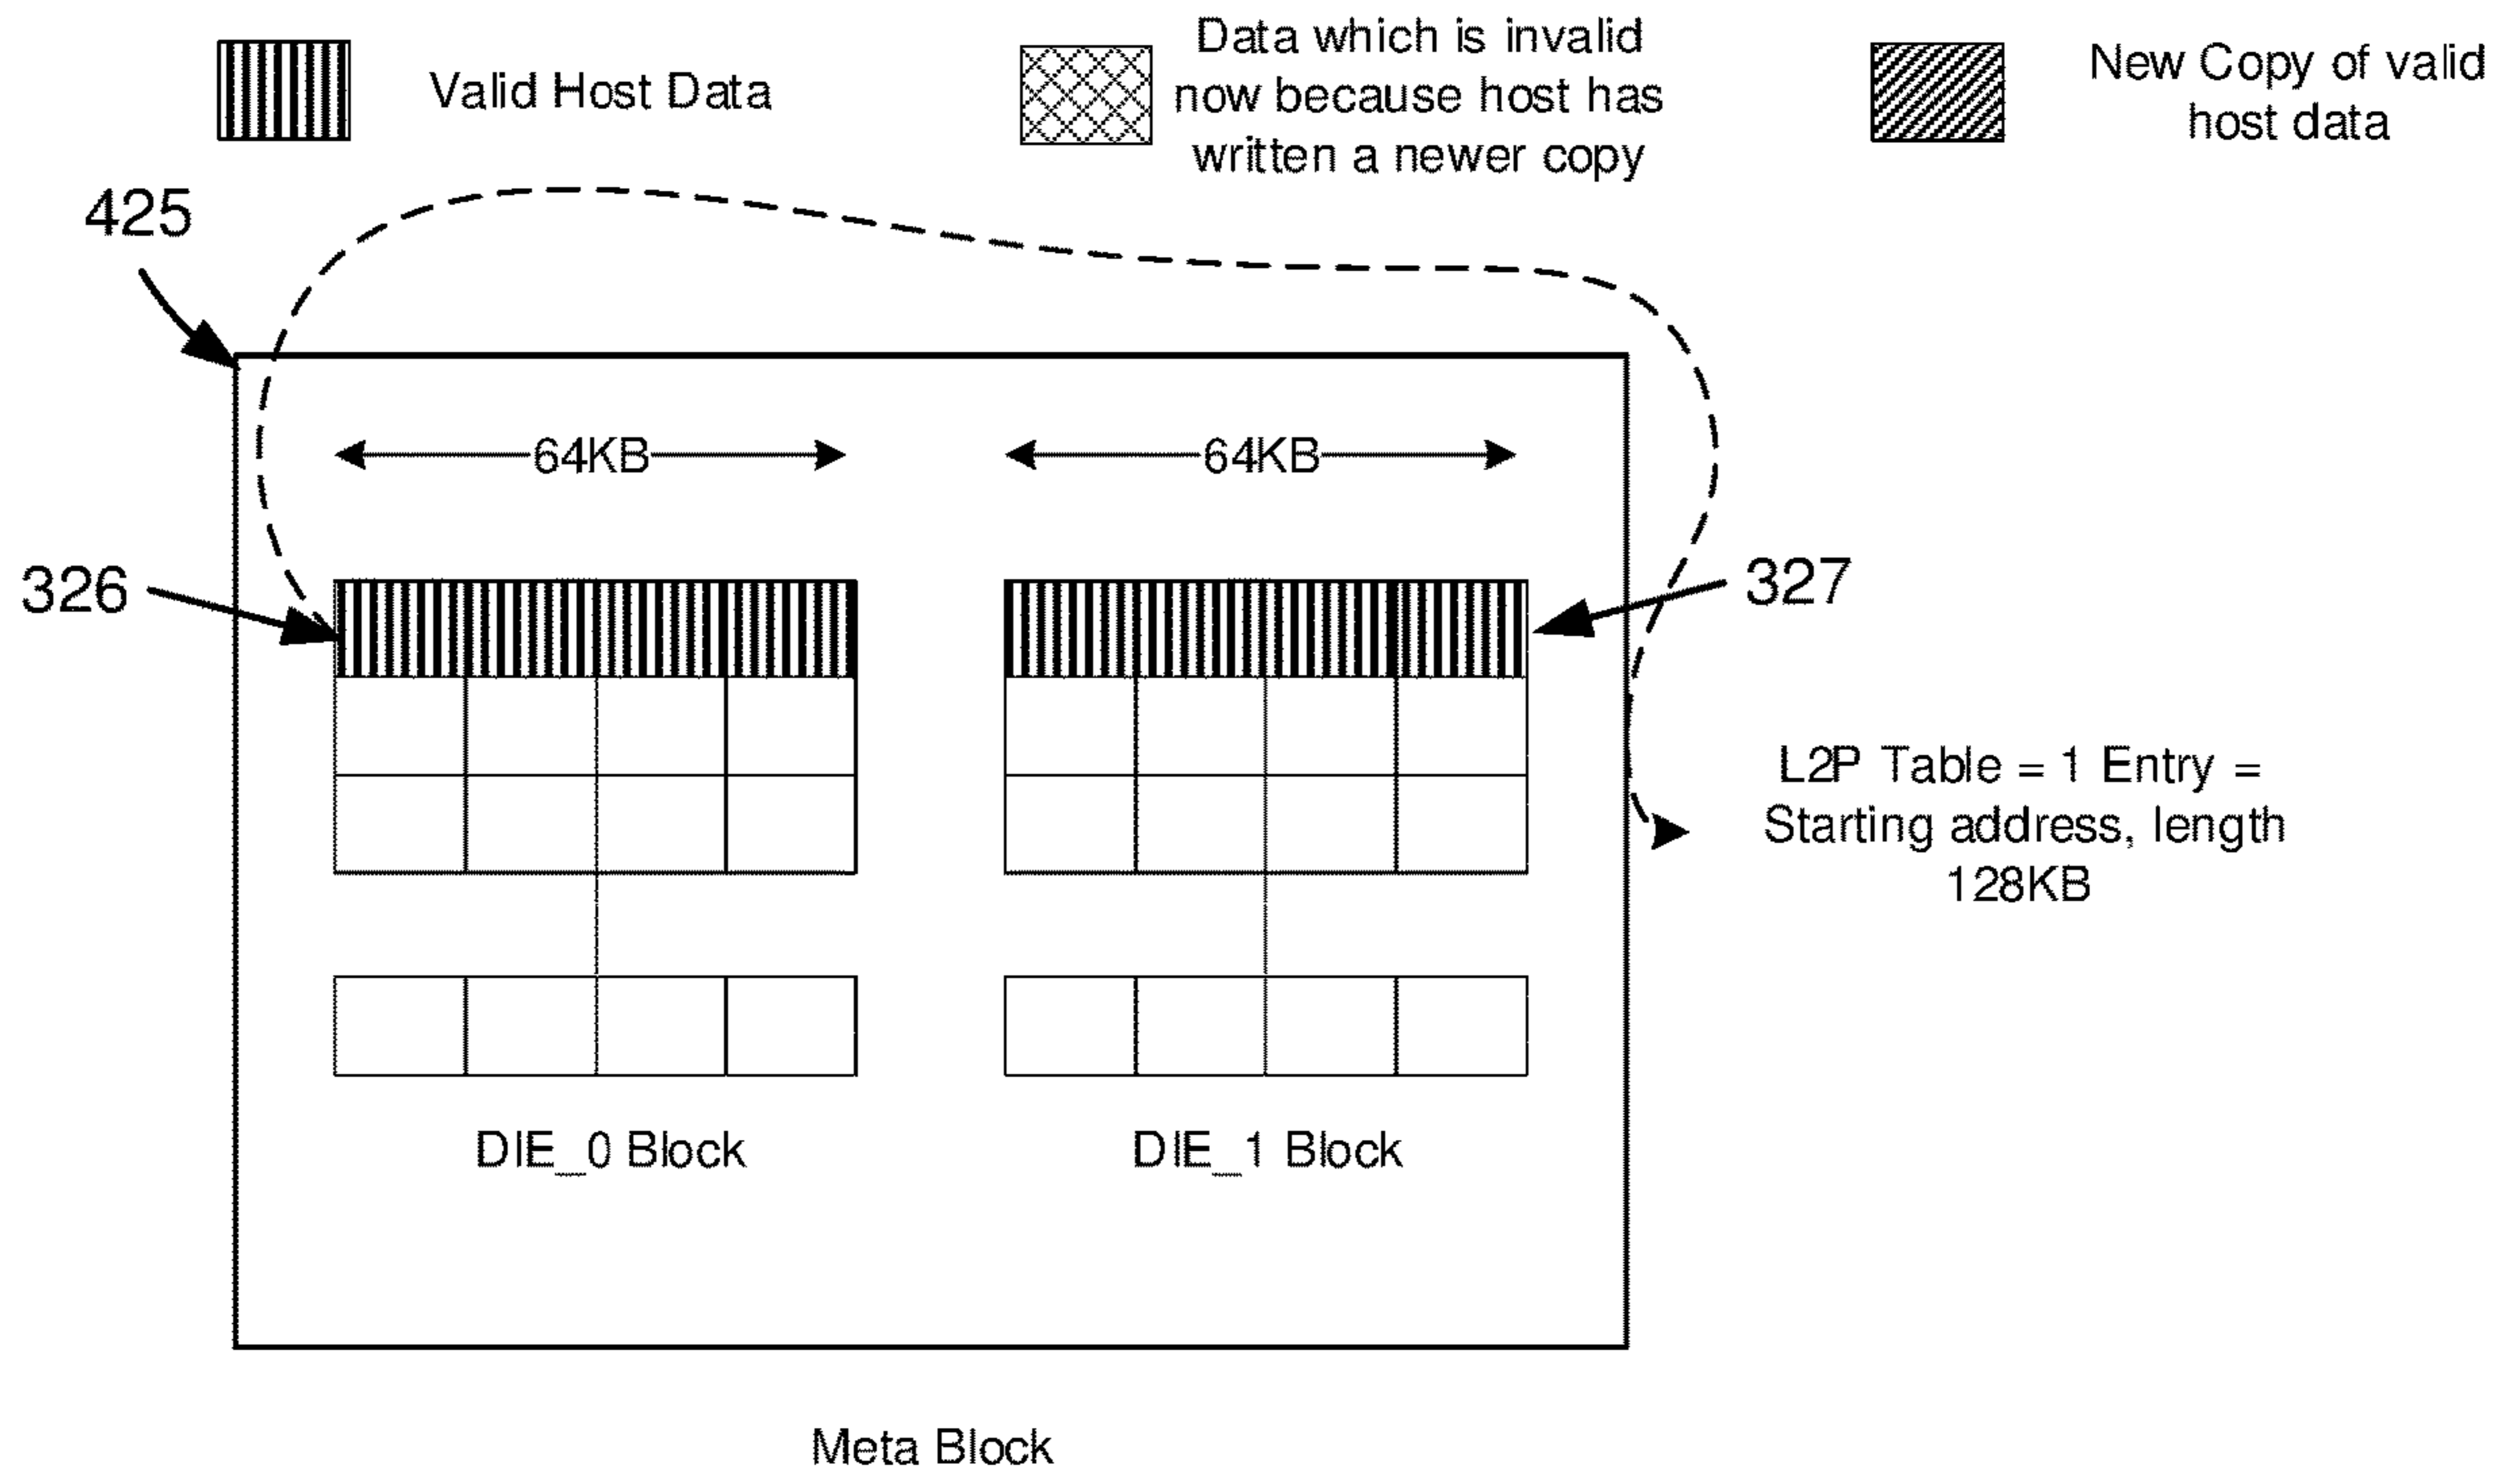 Valid Host Data
Data which is invalid
now because host has
written a newer copy
New Copy of valid
host data
425
64KB
64KB
326
327
L2P Table = 1 Entry =
Starting address, length
128KB
DIE_0 Block
DIE_1 Block
Meta Block